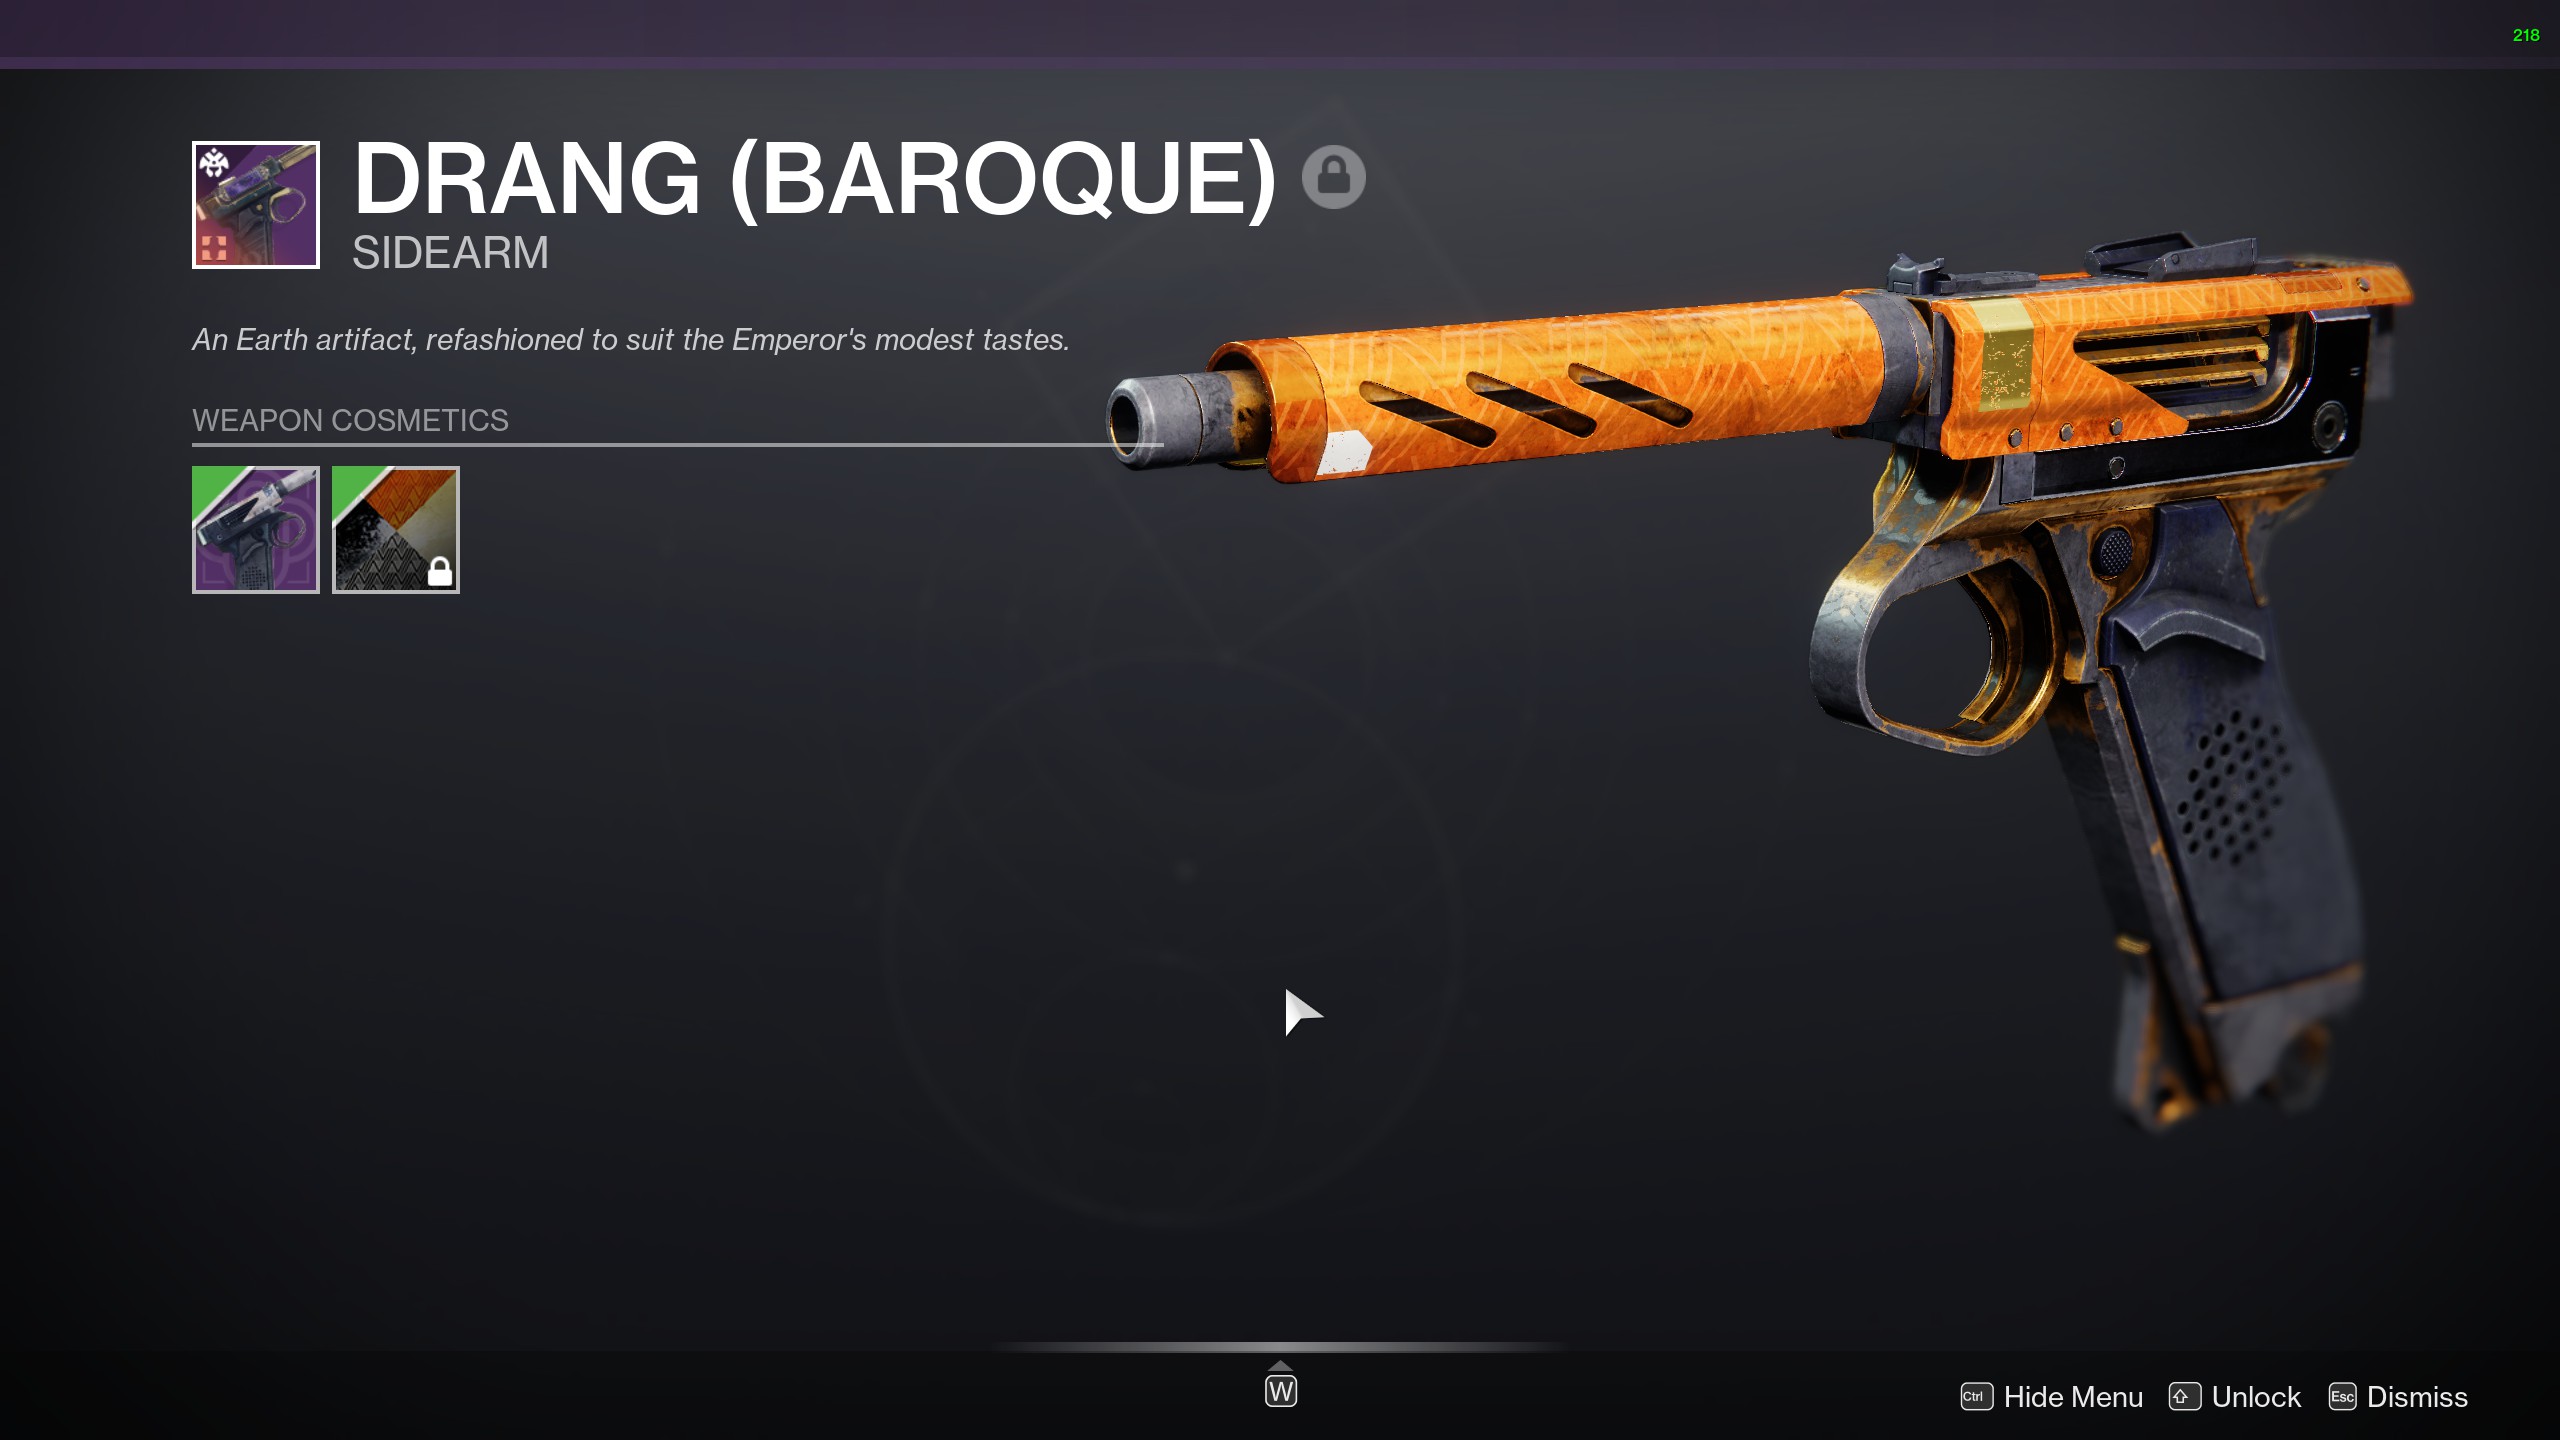 218
DRANG (BAROQUE)
SIDEARM
An Earth artifact, refashioned to suit the Emperor's modest tastes.
WEAPON COSMETICS
W
Ctrl Hide Menu Unlock Esc Dismiss